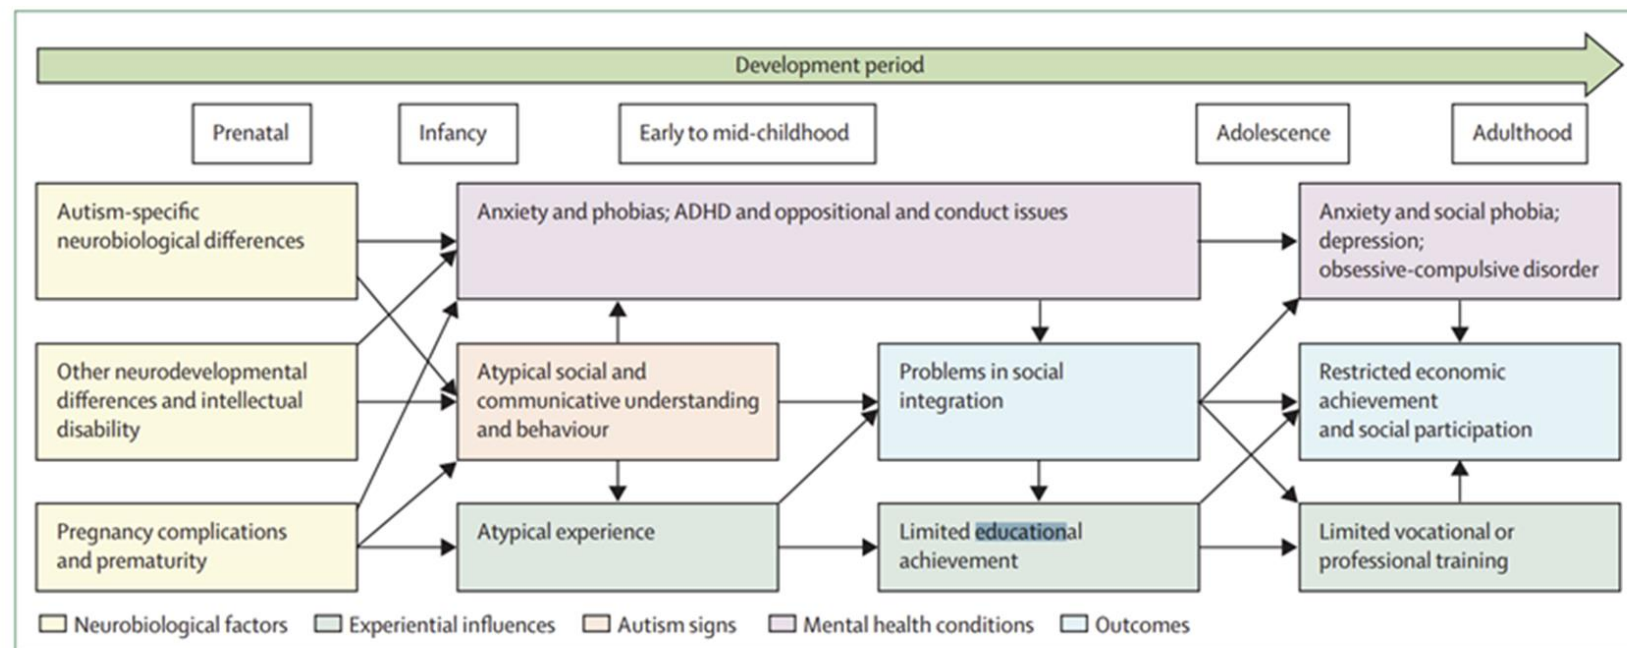 Development period
Prenatal
Infancy
Early to mid-childhood
Adolescence
Adulthood
Autism-specific
neurobiological differences
Anxiety and phobias; ADHD and oppositional and conduct issues
Anxiety and social phobia;
depression;
obsessive-compulsive disorder
Other neurodevelopmental
differences and intellectual
disability
Atypical social and
communicative understanding
and behaviour
Problems in social
integration
Restricted economic
achievement
and social participation
Pregnancy complications
and prematurity
Atypical experience
Limited educational
achievement
Limited vocational or
professional training
Neurobiological factors
Experiential influences
Autism signs
Mental health conditions
Outcomes